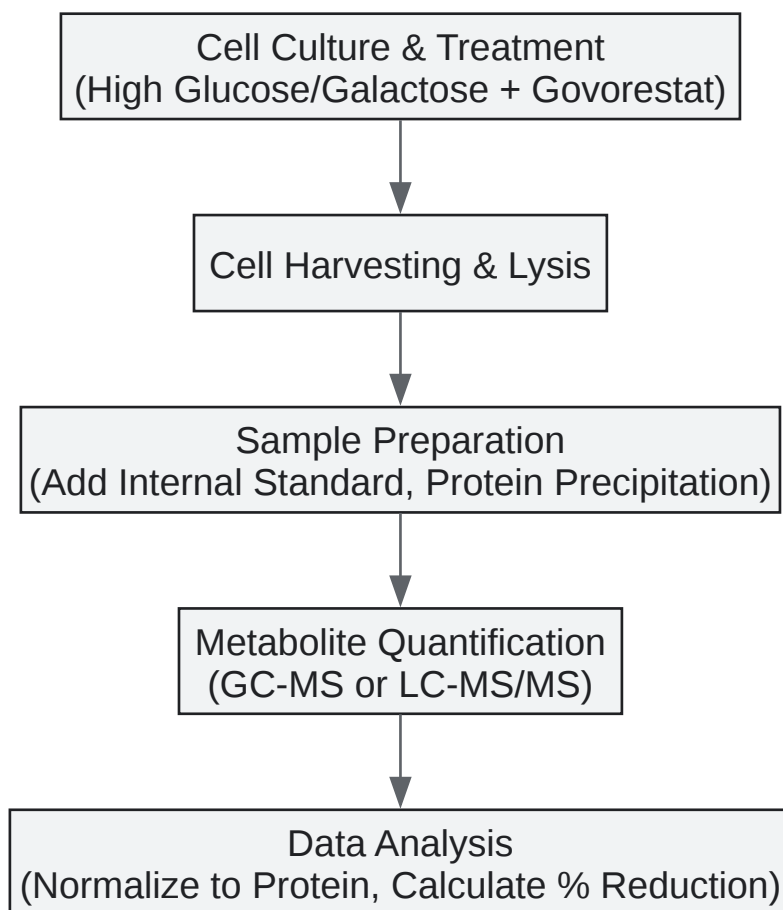 Cell Culture & Treatment
(High Glucose/Galactose + Govorestat)
Cell Harvesting & Lysis
Sample Preparation
(Add Internal Standard, Protein Precipitation)
Metabolite Quantification
(GC-MS or LC-MS/MS)
Data Analysis
(Normalize to Protein, Calculate % Reduction)